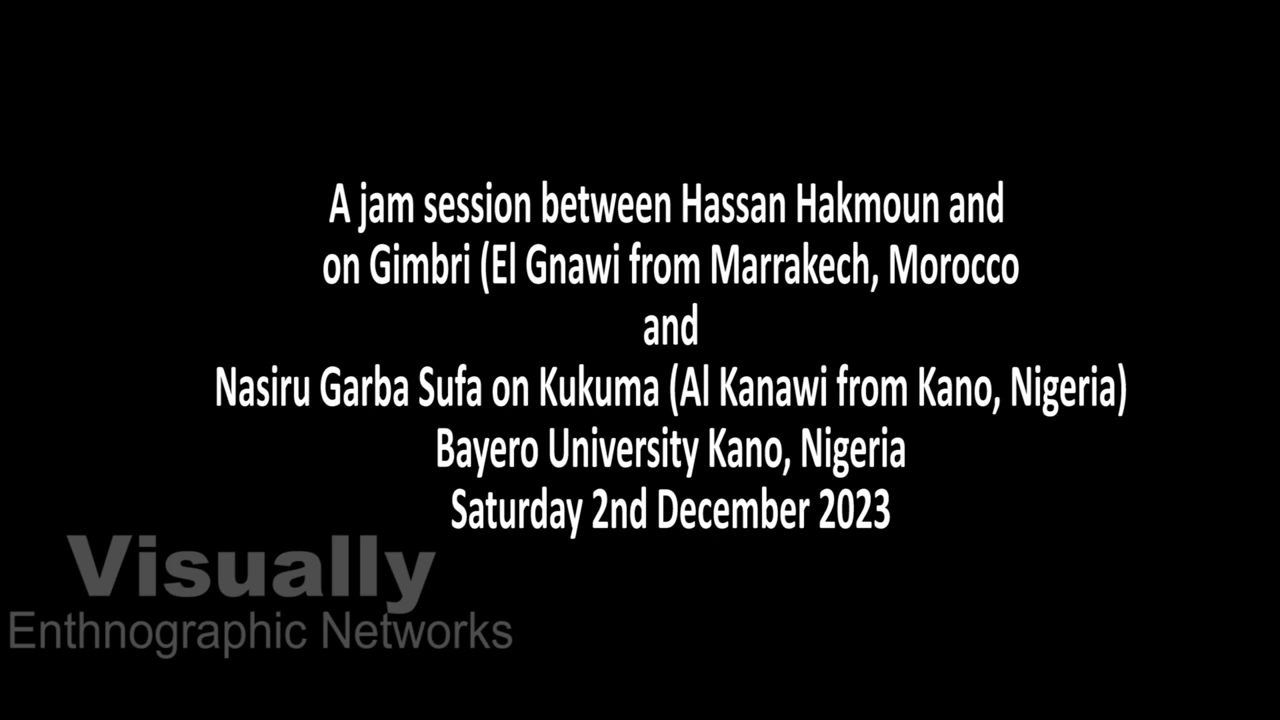 A jam session between Hassan Hakmoun and
on Gimbri (El Gnawi from Marrakech, Morocco
and
Nasiru Garba Sufa on Kukuma (Al Kanawi from Kano, Nigeria)
Bayero University Kano, Nigeria
Saturday 2nd December 2023
Visually
Enthnographic Networks